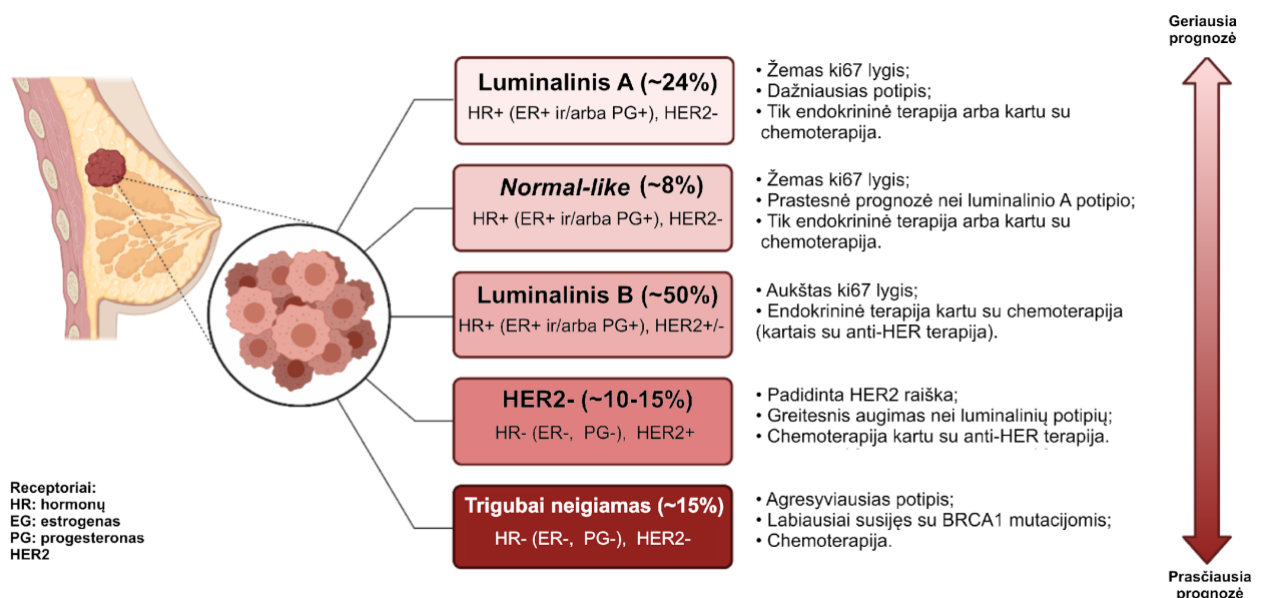 Geriausia
prognozė
Luminalinis A (~24%)
HR+ (ER+ ir/arba PG+), HER2-
• Žemas ki67 lygis;
• Dažniausias potipis;
• Tik endokrininė terapija arba kartu su
chemoterapija.
Normal-like (~8%)
HR+ (ER+ ir/arba PG+), HER2-
• Žemas ki67 lygis;
• Prastesnė prognozė nei luminalinio A potipio;
• Tik endokrininė terapija arba kartu su
chemoterapija.
Luminalinis B (~50%)
HR+ (ER+ ir/arba PG+), HER2+/-
• Aukštas ki67 lygis;
• Endokrininė terapija kartu su chemoterapija
(kartais su anti-HER terapija).
HER2- (~10-15%)
HR- (ER-, PG-), HER2+
• Padidinta HER2 raiška;
• Greitesnis augimas nei luminalinių potipių;
• Chemoterapija kartu su anti-HER terapija.
Trigubai neigiamas (~15%)
HR- (ER-, PG-), HER2-
• Agresyviausias potipis;
• Labiausiai susijęs su BRCA1 mutacijomis;
• Chemoterapija.
Receptoriai:
HR: hormonų
EG: estrogenas
PG: progesteronas
HER2
Prasčiausia
prognozė